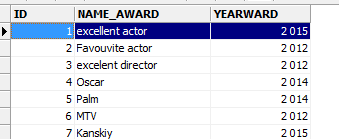 ID NAME_AWARD YEARWARD
1 excellent actor 2 015
2 Favouvite actor 2 012
3 excelent director 2 012
4 Oscar 2 014
5 Palm 2 014
6 MTV 2 012
7 Kanskiy 2 015